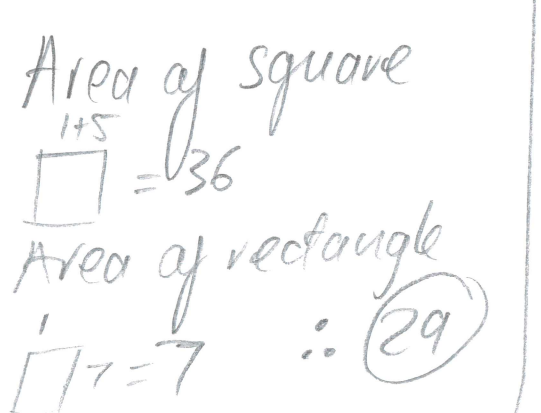 Area of square
1+5
= 36
Area of rectangle
1
7 = 7 ∴ 29